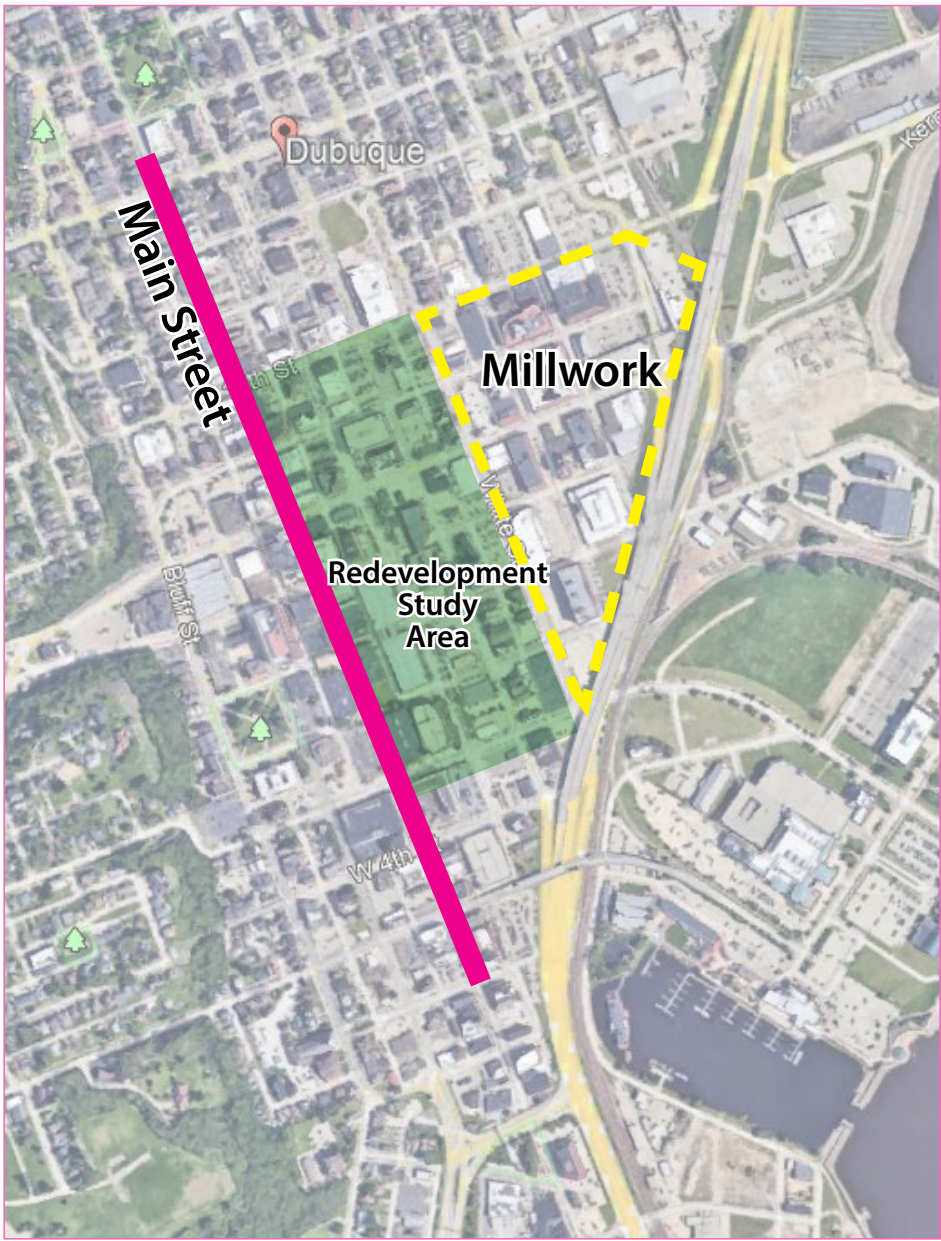 Dubuque
Main Street
Millwork
Redevelopment
Study
Area
Bluff St
W 4th